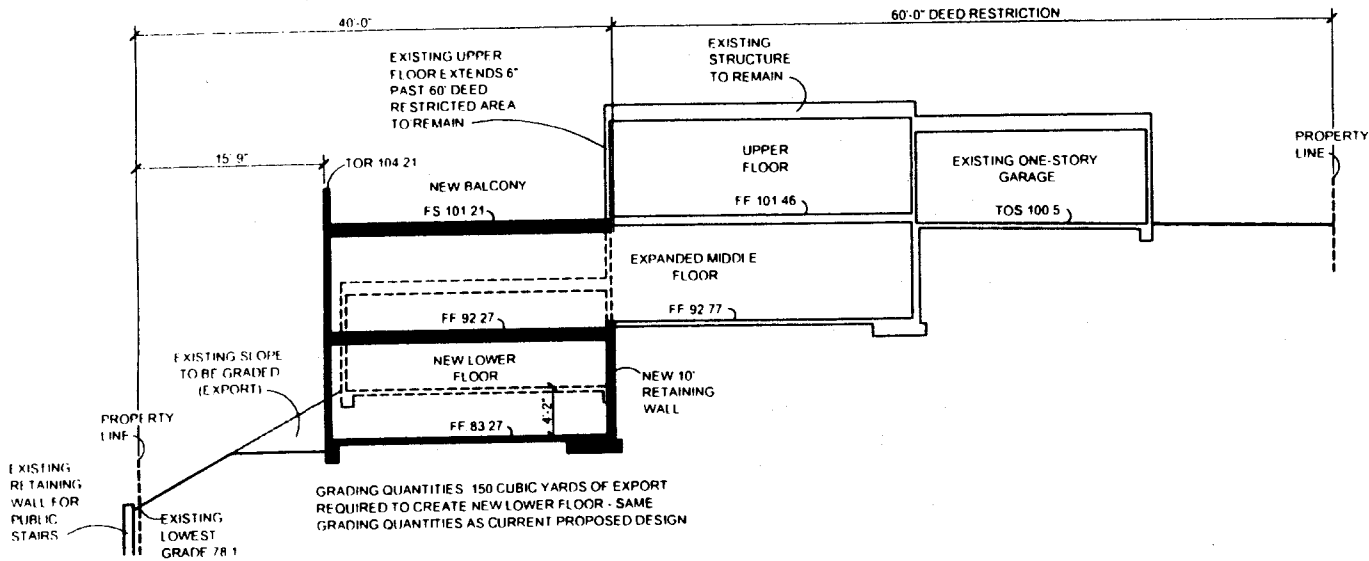 40'-0"
60'-0" DEED RESTRICTION
EXISTING UPPER
FLOOR EXTENDS 6"
PAST 60' DEED
RESTRICTED AREA
TO REMAIN
EXISTING
STRUCTURE
TO REMAIN
PROPERTY
LINE
15' 9"
TOR 104 21
NEW BALCONY
FS 101 21
UPPER
FLOOR
FF 101 46
EXISTING ONE-STORY
GARAGE
TOS 100 5
EXPANDED MIDDLE
FLOOR
FF 92 27
FF 92 77
EXISTING SLOPE
TO BE GRADED
(EXPORT)
NEW LOWER
FLOOR
NEW 10'
RETAINING
WALL
4'-2"
FF 83 27
PROPERTY
LINE
EXISTING
RETAINING
WALL FOR
PUBLIC
STAIRS
EXISTING
LOWEST
GRADE 78 1
GRADING QUANTITIES 150 CUBIC YARDS OF EXPORT
REQUIRED TO CREATE NEW LOWER FLOOR - SAME
GRADING QUANTITIES AS CURRENT PROPOSED DESIGN